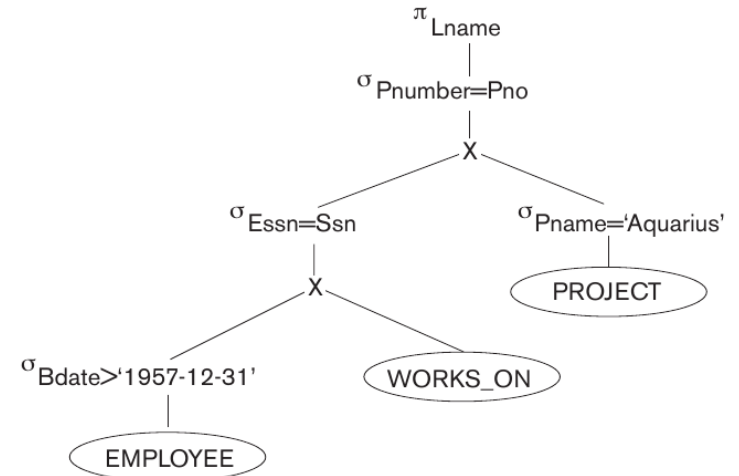 π Lname
σ Pnumber=Pno
X
σ Essn=Ssn
σ Pname=‘Aquarius’
X
PROJECT
σ Bdate>‘1957-12-31’
WORKS_ON
EMPLOYEE